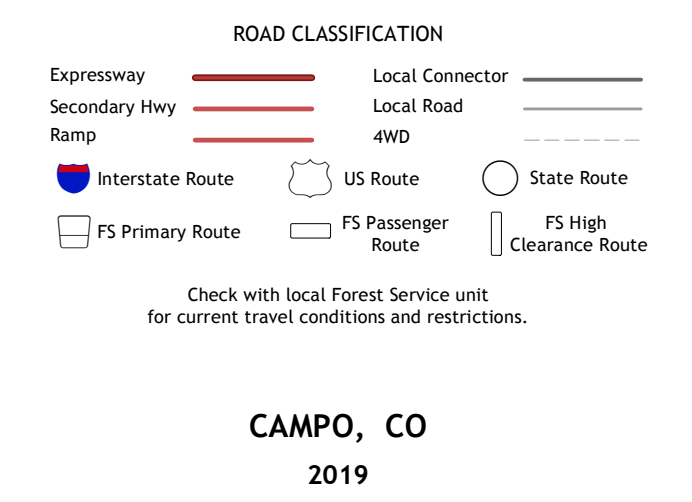 ROAD CLASSIFICATION
Expressway
Local Connector
Secondary Hwy
Local Road
Ramp
4WD
Interstate Route
US Route
State Route
FS Primary Route
FS Passenger
Route
FS High
Clearance Route
Check with local Forest Service unit
for current travel conditions and restrictions.
CAMPO, CO
2019